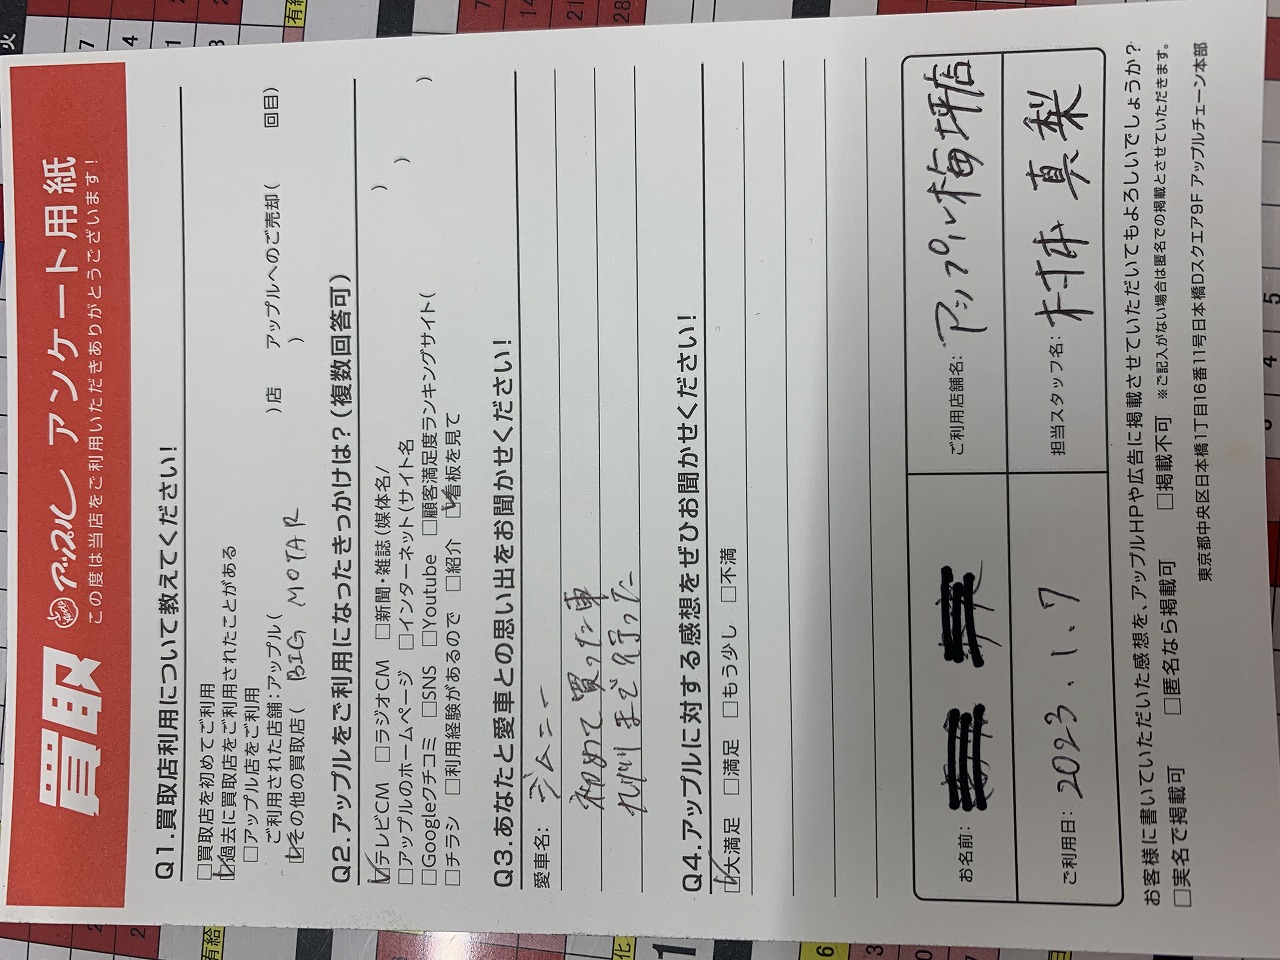 買取 アップル アンケート用紙
この度は当店をご利用いただきありがとうございます!
Q1.買取店利用について教えてください!
□買取店を初めてご利用
☑過去に買取店をご利用されたことがある
□アップル店をご利用
ご利用された店舗:アップル( )店 アップルへのご売却( 回目)
☑その他の買取店( BIG MOTAR )
Q2.アップルをご利用になったきっかけは?(複数回答可)
☑テレビCM □ラジオCM □新聞・雑誌(媒体名/ )
□アップルのホームページ □インターネット(サイト名 )
□Googleクチコミ □SNS □Youtube □顧客満足度ランキングサイト( )
□チラシ □利用経験があるので □紹介 ☑看板を見て
Q3.あなたと愛車との思い出をお聞かせください!
愛車名: ジムニー
初めて買った車
まで行った
Q4.アップルに対する感想をぜひお聞かせください!
☑大満足 □満足 □もう少し □不満
お名前:
ご利用店舗名: アップル梅坪店
ご利用日: 2023.1.7
担当スタッフ名: 村本 真梨
お客様に書いていただいた感想を、アップルHPや広告に掲載させていただいてもよろしいでしょうか?
□実名で掲載可 □匿名なら掲載可 □掲載不可 ※ご記入がない場合は匿名での掲載とさせていただきます。
東京都中央区日本橋1丁目16番11号日本橋Dスクエア9F アップルチェーン本部